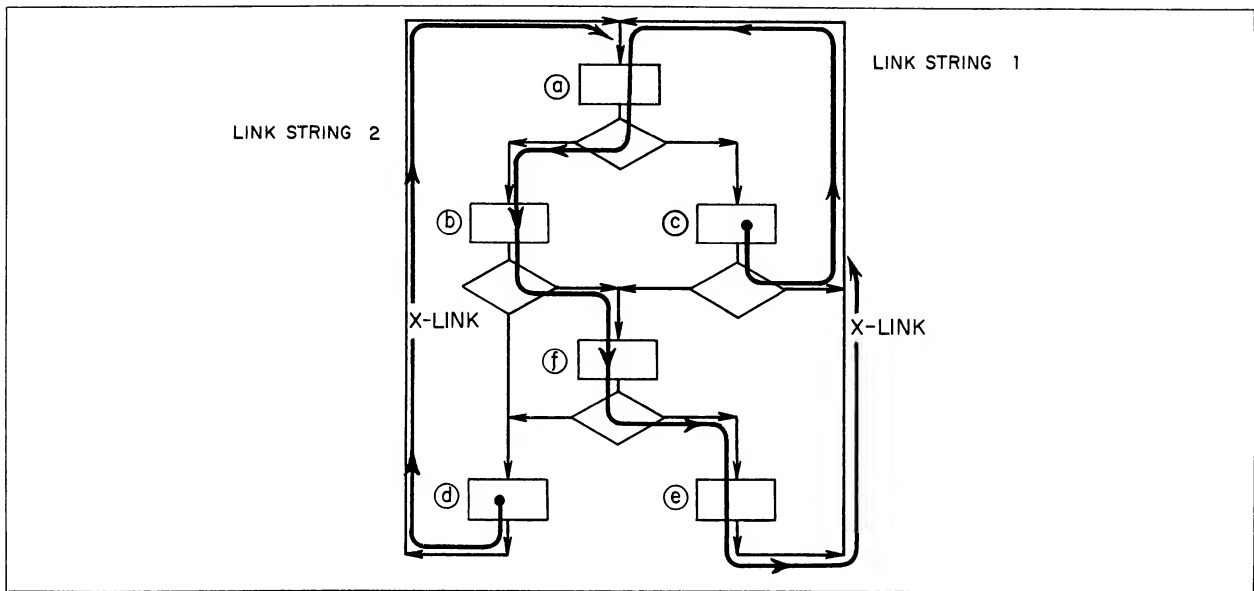 LINK STRING 1
ⓐ
LINK STRING 2
ⓑ
ⓒ
X-LINK
X-LINK
ⓕ
ⓓ
ⓔ